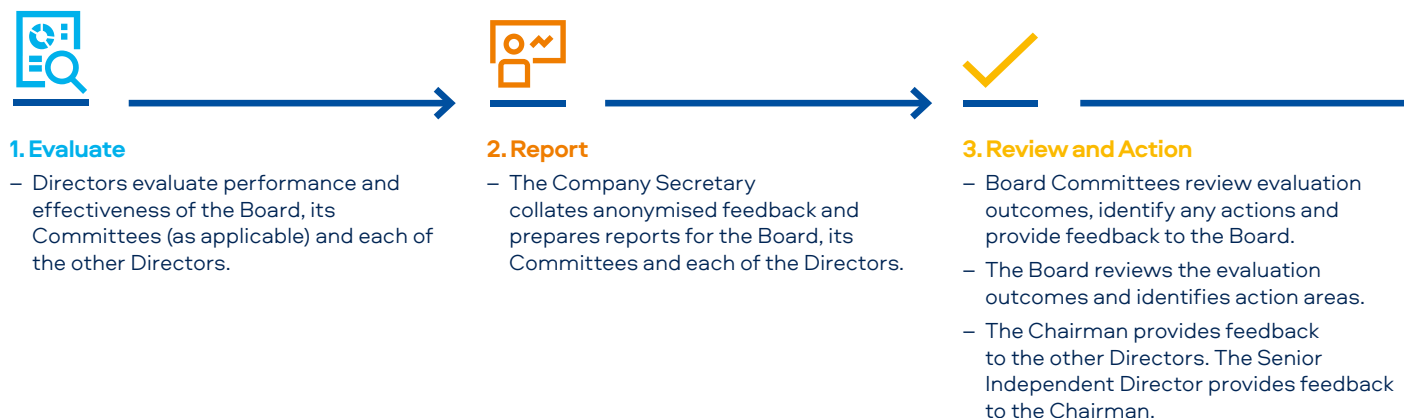 1. Evaluate
– Directors evaluate performance and
effectiveness of the Board, its
Committees (as applicable) and each of
the other Directors.
2. Report
– The Company Secretary
collates anonymised feedback and
prepares reports for the Board, its
Committees and each of the Directors.
3. Review and Action
– Board Committees review evaluation
outcomes, identify any actions and
provide feedback to the Board.
– The Board reviews the evaluation
outcomes and identifies action areas.
– The Chairman provides feedback
to the other Directors. The Senior
Independent Director provides feedback
to the Chairman.